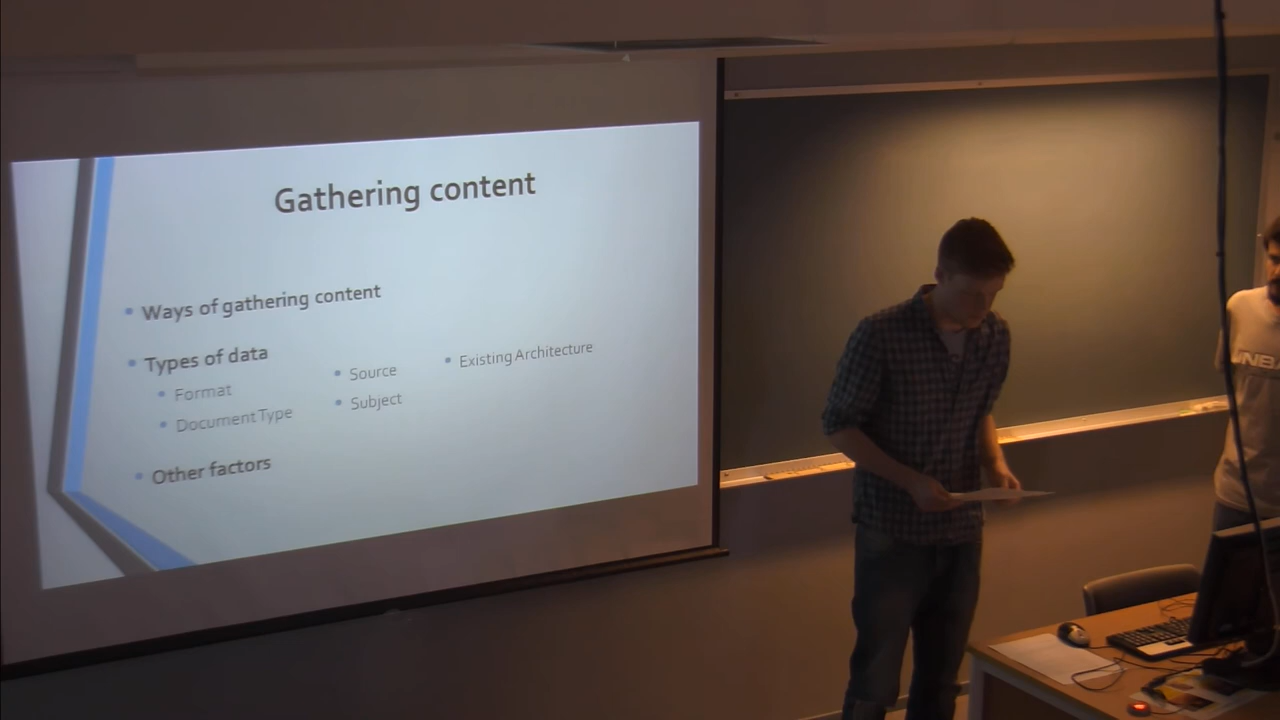 Gathering content
Ways of gathering content
Types of data
Format
Document Type
Source
Subject
Existing Architecture
Other factors